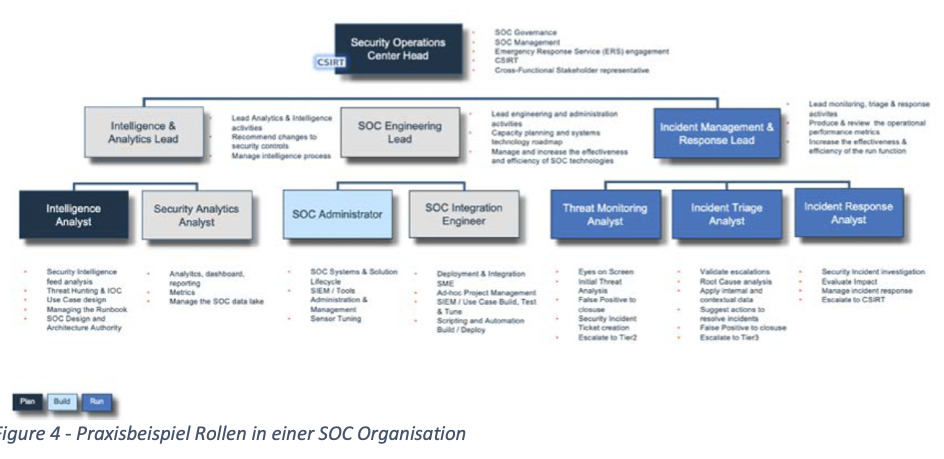 Security Operations
Center Head
CSIRT
SOC Governance
SOC Management
Emergency Response Service (ERS) engagement
CSIRT
Cross-Functional Stakeholder representative
Intelligence &
Analytics Lead
Lead Analytics & Intelligence
activities
Recommend changes to
security controls
Manage intelligence process
SOC Engineering
Lead
Lead engineering and administration
activities
Capacity planning and systems
technology roadmap
Manage and increase the effectiveness
and efficiency of SOC technologies
Incident Management &
Response Lead
Lead monitoring, triage & response
activites
Produce & review the operational
performance metrics
Increase the effectiveness &
efficiency of the run function
Intelligence
Analyst
Security Analytics
Analyst
SOC Administrator
SOC Integration
Engineer
Threat Monitoring
Analyst
Incident Triage
Analyst
Incident Response
Analyst
Security Intelligence
feed analysis
Threat Hunting & IOC
Use Case design
Managing the Runbook
SOC Design and
Architecture Authority
Analyitcs, dashboard,
reporting
Metrics
Manage the SOC data lake
SOC Systems & Solution
Lifecycle
SIEM / Tools
Administration &
Management
Sensor Tuning
Deployment & Integration
SME
Ad-hoc Project Management
SIEM / Use Case Build, Test
& Tune
Scripting and Automation
Build / Deploy
Eyes on Screen
Initial Threat
Analysis
False Positive to
closuse
Security Incident
Ticket creation
Escalate to Tier2
Validate escalations
Root Cause analysis
Apply internal and
contextual data
Suggest actions to
resolve incidents
False Positive to closuse
Escalate to Tier3
Security Incident investigation
Evaluate Impact
Manage incident response
Escalate to CSIRT
Plan
Build
Run
Figure 4 - Praxisbeispiel Rollen in einer SOC Organisation